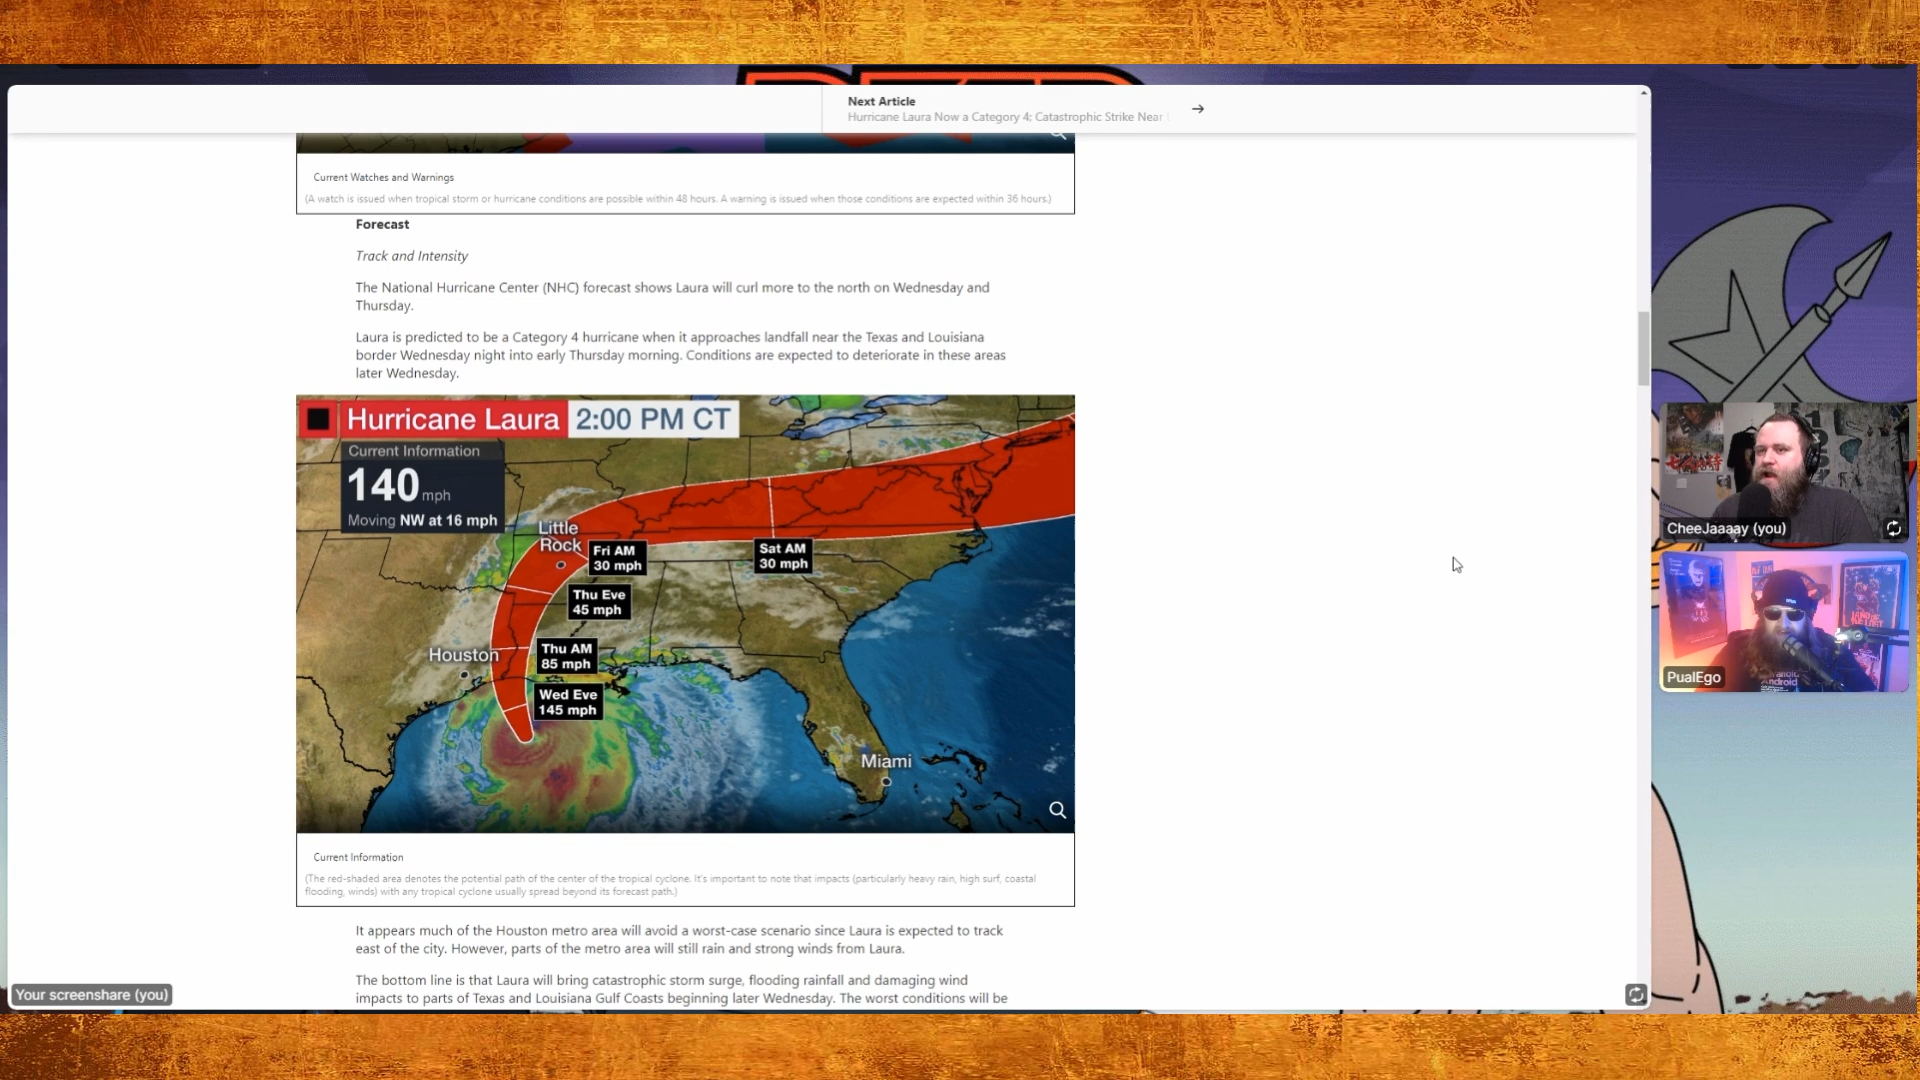 Next Article
Hurricane Laura Now a Category 4; Catastrophic Strike Near
Current Watches and Warnings
(A watch is issued when tropical storm or hurricane conditions are possible within 48 hours. A warning is issued when those conditions are expected within 36 hours.)
Forecast
Track and Intensity
The National Hurricane Center (NHC) forecast shows Laura will curl more to the north on Wednesday and
Thursday.
Laura is predicted to be a Category 4 hurricane when it approaches landfall near the Texas and Louisiana
border Wednesday night into early Thursday morning. Conditions are expected to deteriorate in these areas
later Wednesday.
Hurricane Laura 2:00 PM CT
Current Information
140 mph
Moving NW at 16 mph
Little
Rock
Fri AM
30 mph
Sat AM
30 mph
Thu Eve
45 mph
Houston
Thu AM
85 mph
Wed Eve
145 mph
Miami
Current Information
(The red-shaded area denotes the potential path of the center of the tropical cyclone. It's important to note that impacts (particularly heavy rain, high surf, coastal
flooding, winds) with any tropical cyclone usually spread beyond its forecast path.)
It appears much of the Houston metro area will avoid a worst-case scenario since Laura is expected to track
east of the city. However, parts of the metro area will still rain and strong winds from Laura.
The bottom line is that Laura will bring catastrophic storm surge, flooding rainfall and damaging wind
impacts to parts of Texas and Louisiana Gulf Coasts beginning later Wednesday. The worst conditions will be
Your screenshare (you)
CheeJaaaay (you)
PualEgo